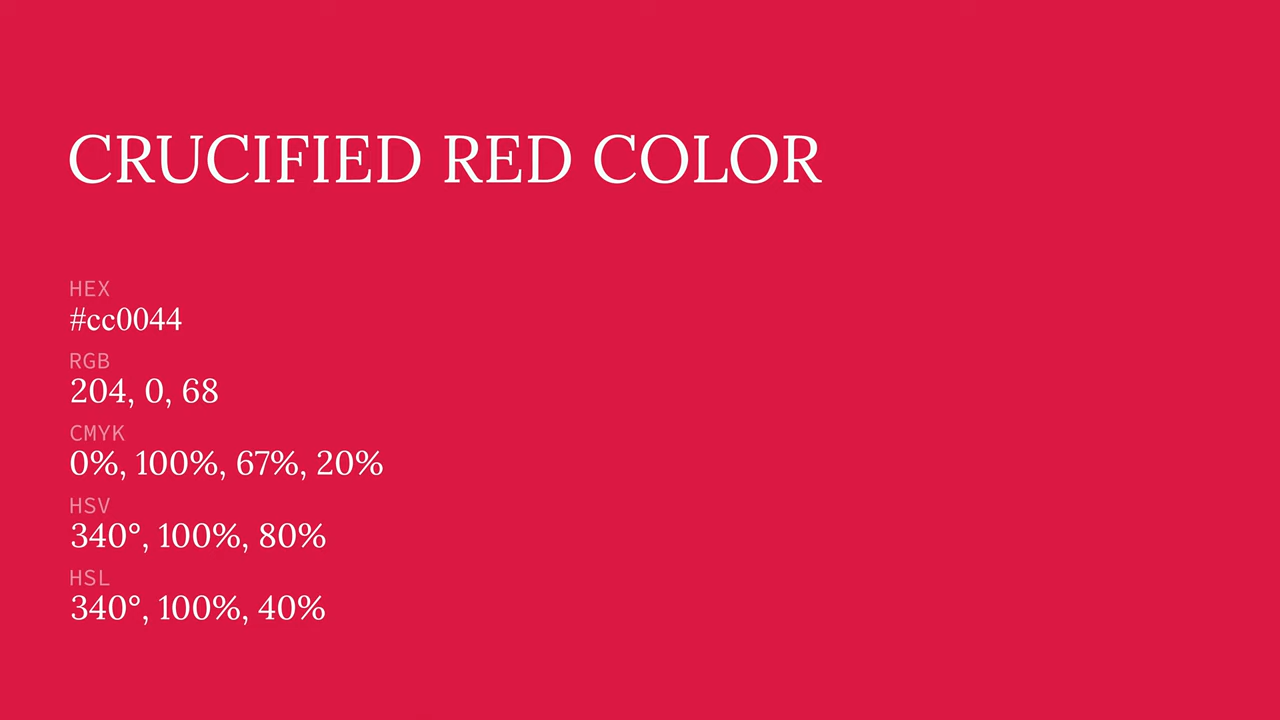 CRUCIFIED RED COLOR
HEX
#cc0044
RGB
204, 0, 68
CMYK
0%, 100%, 67%, 20%
HSV
340°, 100%, 80%
HSL
340°, 100%, 40%